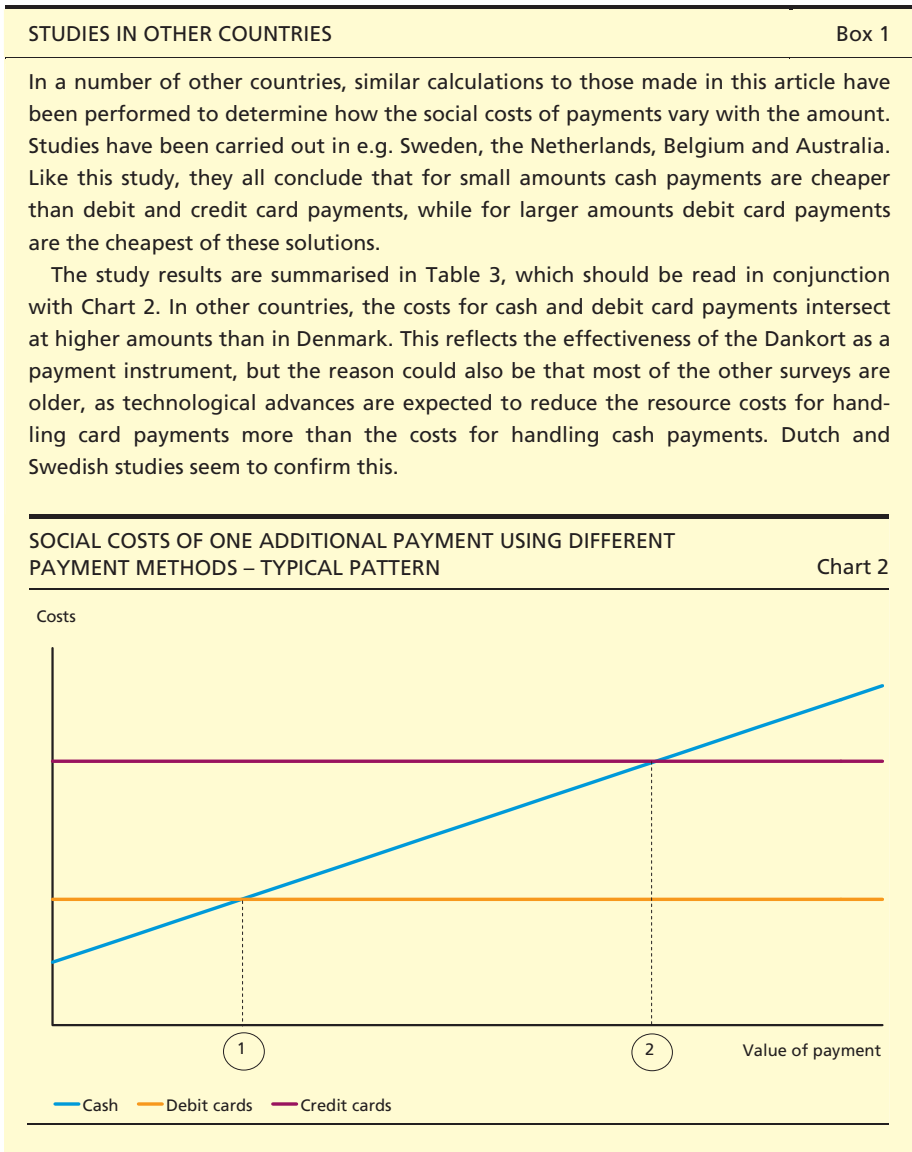 STUDIES IN OTHER COUNTRIES Box 1
In a number of other countries, similar calculations to those made in this article have
been performed to determine how the social costs of payments vary with the amount.
Studies have been carried out in e.g. Sweden, the Netherlands, Belgium and Australia.
Like this study, they all conclude that for small amounts cash payments are cheaper
than debit and credit card payments, while for larger amounts debit card payments
are the cheapest of these solutions.
The study results are summarised in Table 3, which should be read in conjunction
with Chart 2. In other countries, the costs for cash and debit card payments intersect
at higher amounts than in Denmark. This reflects the effectiveness of the Dankort as a
payment instrument, but the reason could also be that most of the other surveys are
older, as technological advances are expected to reduce the resource costs for hand-
ling card payments more than the costs for handling cash payments. Dutch and
Swedish studies seem to confirm this.
SOCIAL COSTS OF ONE ADDITIONAL PAYMENT USING DIFFERENT
PAYMENT METHODS – TYPICAL PATTERN Chart 2
Costs
1 2 Value of payment
Cash Debit cards Credit cards